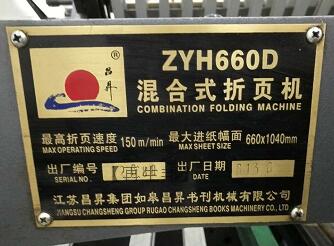 ZYH660D
昌昇
®
混合式折页机
COMBINATION FOLDING MACHINE
最高折页速度 150 m/min 最大进纸幅面 660x1040mm
MAX OPERATING SPEED MAX SHEET SIZE
出厂编号 出厂日期
SERIAL NO. DATE
江苏昌昇集团如皋昌昇书刊机械有限公司
JIANGSU CHANGSHENG GROUP RUGAO CHANGSHENG BOOKS MACHINERY CO., LTD